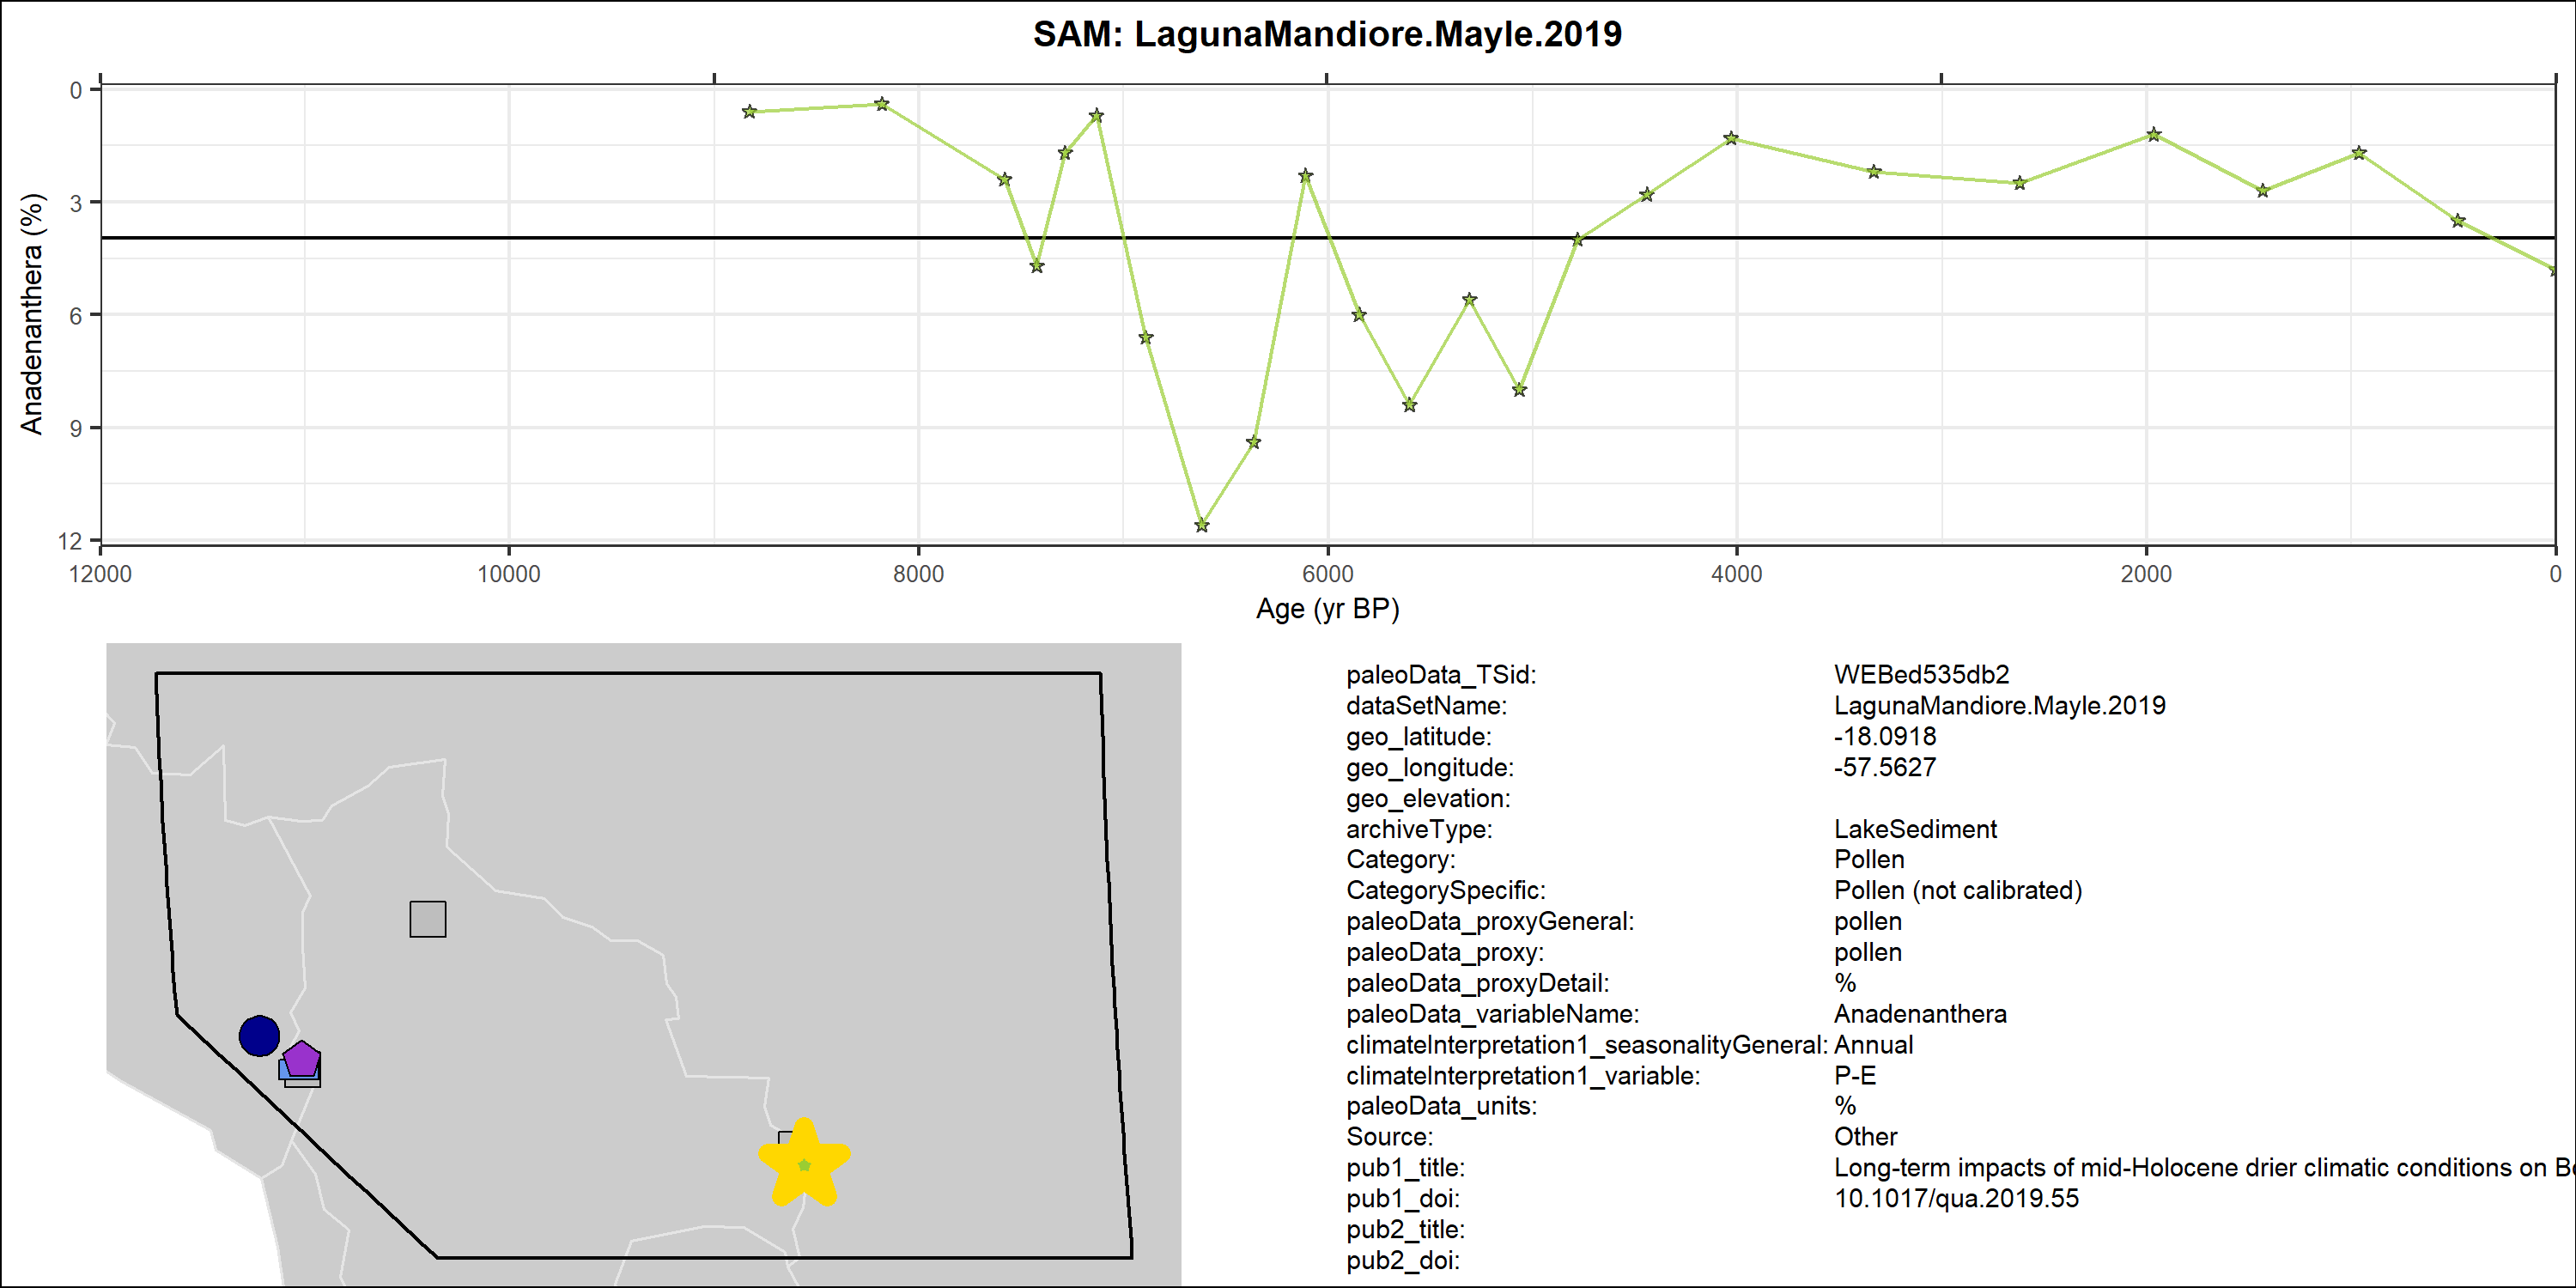 SAM: LagunaMandiore.Mayle.2019
Anadenanthera (%)
0
3
6
9
12
12000 10000 8000 6000 4000 2000 0
Age (yr BP)
paleoData_TSid: WEBed535db2
dataSetName: LagunaMandiore.Mayle.2019
geo_latitude: -18.0918
geo_longitude: -57.5627
geo_elevation:
archiveType: LakeSediment
Category: Pollen
CategorySpecific: Pollen (not calibrated)
paleoData_proxyGeneral: pollen
paleoData_proxy: pollen
paleoData_proxyDetail: %
paleoData_variableName: Anadenanthera
climateInterpretation1_seasonalityGeneral: Annual
climateInterpretation1_variable: P-E
paleoData_units: %
Source: Other
pub1_title: Long-term impacts of mid-Holocene drier climatic conditions on
pub1_doi: 10.1017/qua.2019.55
pub2_title:
pub2_doi: